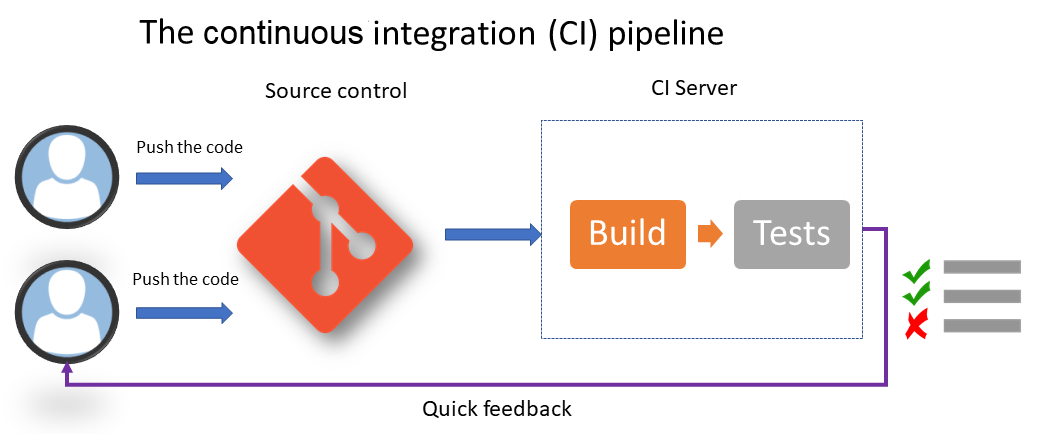 The continuous integration (CI) pipeline
Source control
CI Server
Push the code
Build
Tests
Push the code
Quick feedback